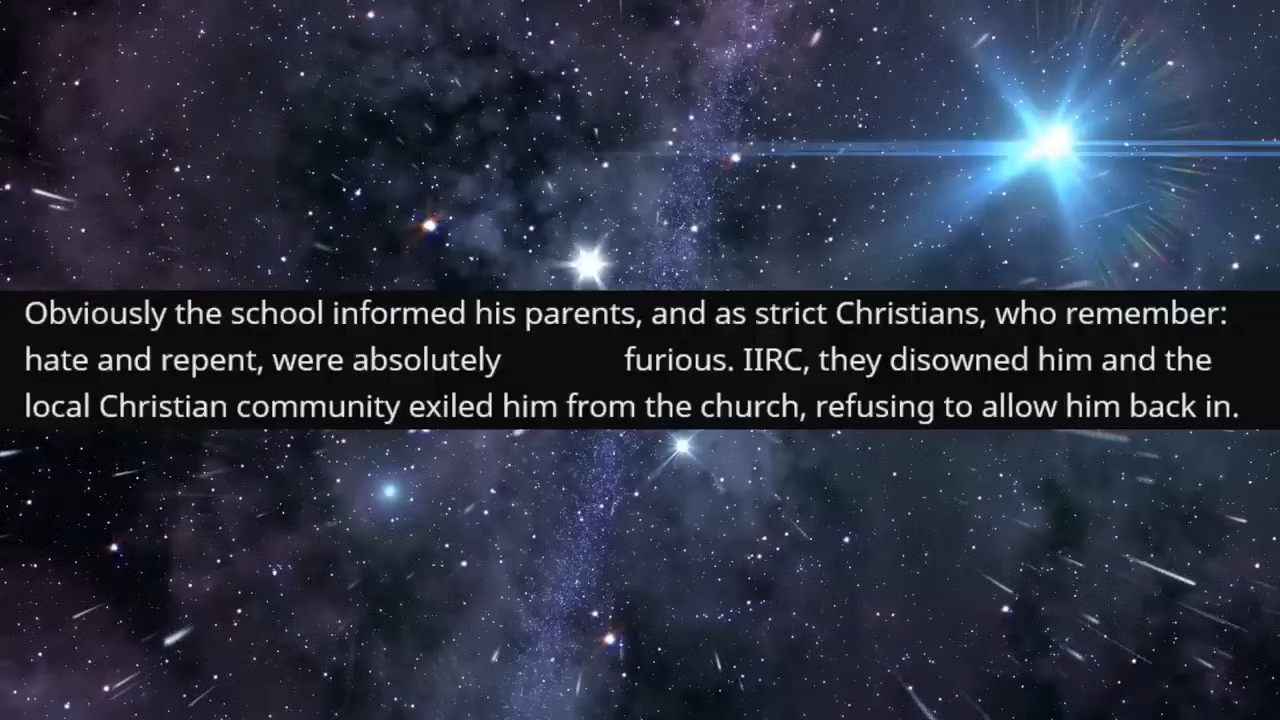 Obviously the school informed his parents, and as strict Christians, who remember:
hate and repent, were absolutely furious. IIRC, they disowned him and the
local Christian community exiled him from the church, refusing to allow him back in.